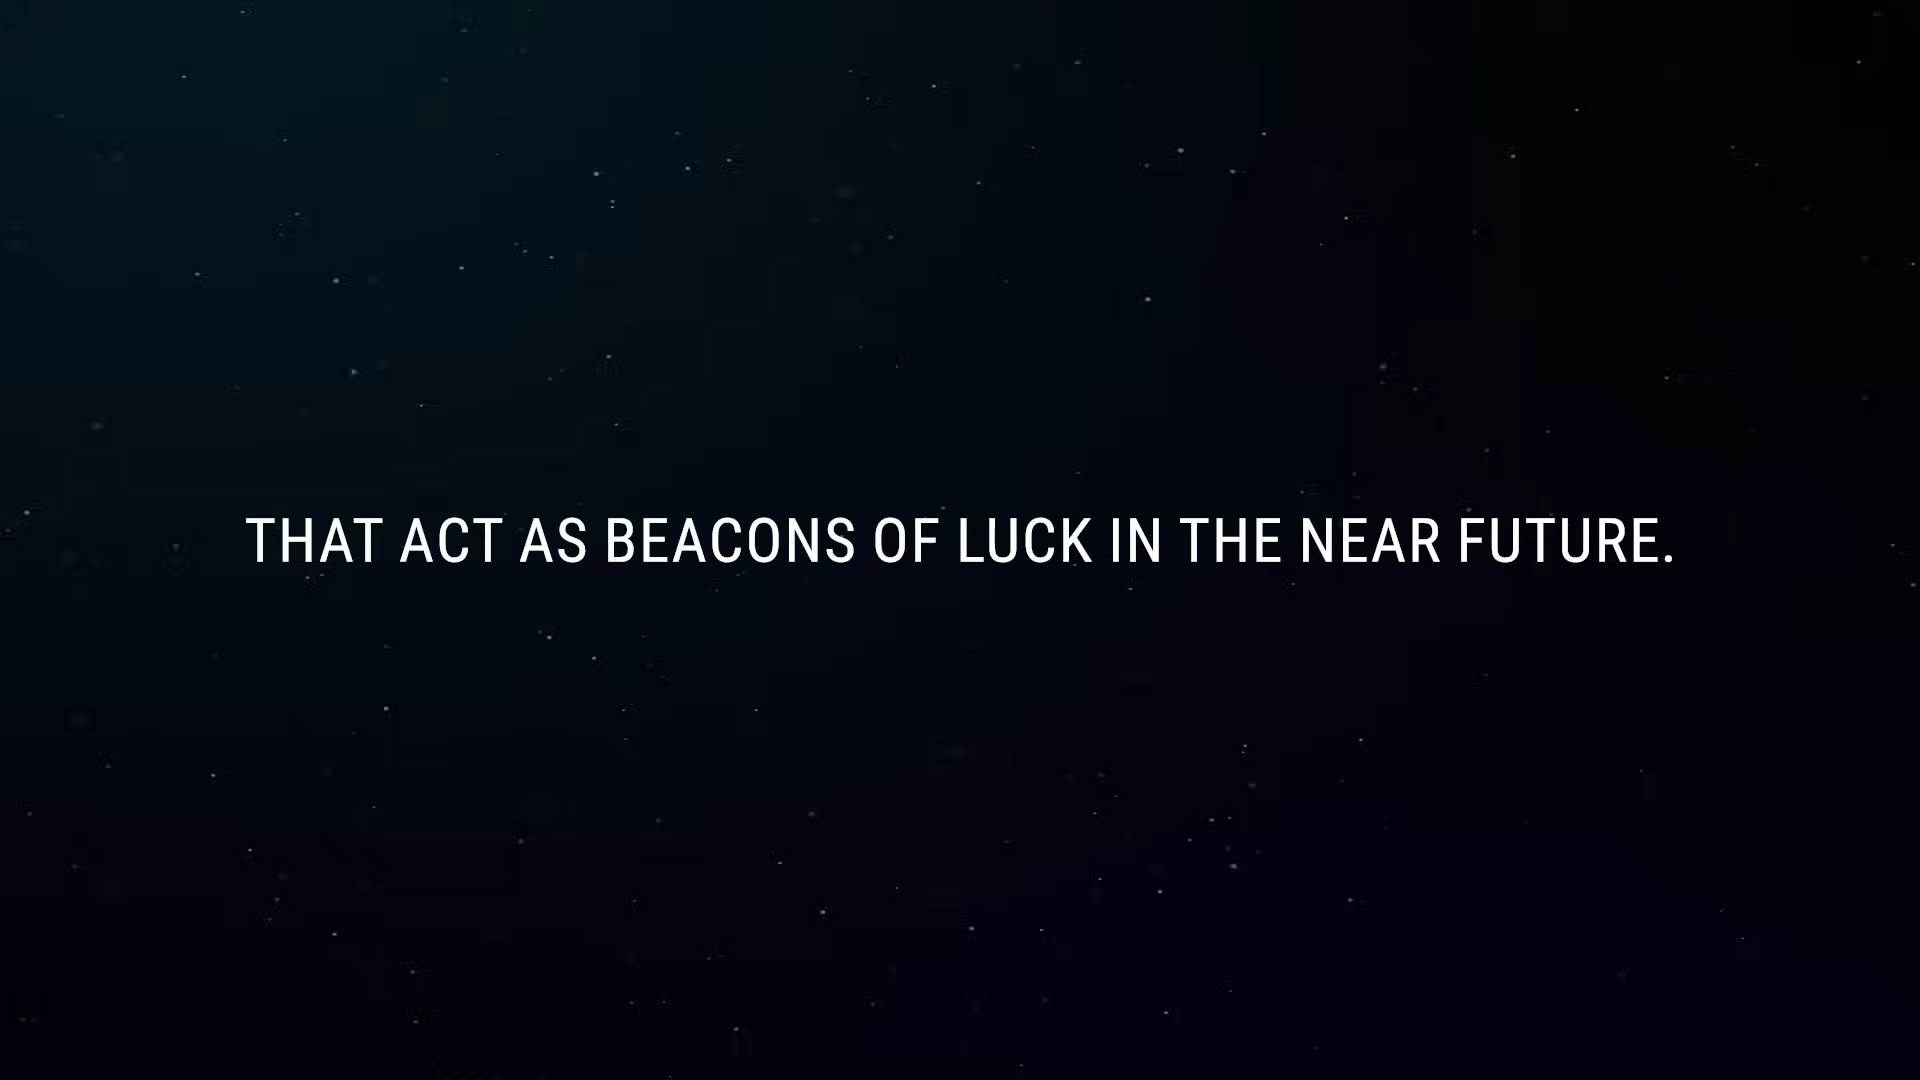 THAT ACT AS BEACONS OF LUCK IN THE NEAR FUTURE.